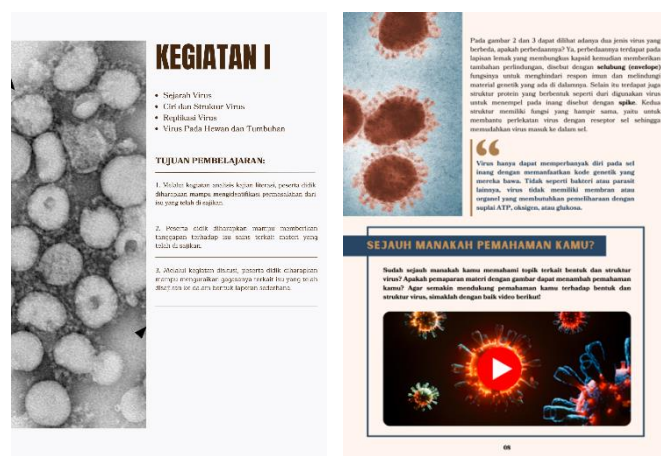 KEGIATAN I
Sejarah Virus
Ciri dan Struktur Virus
Replikasi Virus
Virus Pada Hewan dan Tumbuhan
TUJUAN PEMBELAJARAN:
1. Melalui kegiatan analisis kajian literasi, peserta didik
diharapkan mampu mengidentifikasi permasalahan dari
isu yang telah di sajikan.
2. Peserta didik diharapkan mampu memberikan
tanggapan terhadap isu sains terkait materi yang
telah di sajikan.
3. Melalui kegiatan diskusi, peserta didik diharapkan
mampu menguraikan gagasannya terkait isu yang telah
dalam bentuk laporan sederhana.
Pada gambar 2 dan 3 dapat dilihat adanya dua jenis virus yang
berbeda, apakah perbedaannya? Ya, perbedaannya terdapat pada
lapisan lemak yang membungkus kapsid kemudian memberikan
tambahan perlindungan, disebut dengan selubung (envelope)
fungsinya untuk menghindari respon imun dan melindungi
material genetik yang ada di dalamnya. Selain itu terdapat juga
struktur protein yang berbentuk seperti duri digunakan virus
untuk menempel pada inang disebut dengan spike. Kedua
struktur memiliki fungsi yang hampir sama, yaitu untuk
membantu perlekatan virus dengan reseptor sel sehingga
memudahkan virus masuk ke dalam sel.
Virus hanya dapat memperbanyak diri pada sel
inang dengan memanfaatkan kode genetik yang
mereka bawa. Tidak seperti bakteri atau parasit
lainnya, virus tidak memiliki membran atau
organel yang membutuhkan pemeliharaan dengan
suplai ATP, oksigen, atau glukosa.
SEJAUH MANAKAH PEMAHAMAN KAMU?
Sudah sejauh manakah kamu memahami topik terkait bentuk dan struktur
virus? Apakah pemaparan materi dengan gambar dapat menambah pemahaman
kamu? Agar semakin mendukung pemahaman kamu terhadap bentuk dan
struktur virus, simaklah dengan baik video berikut!